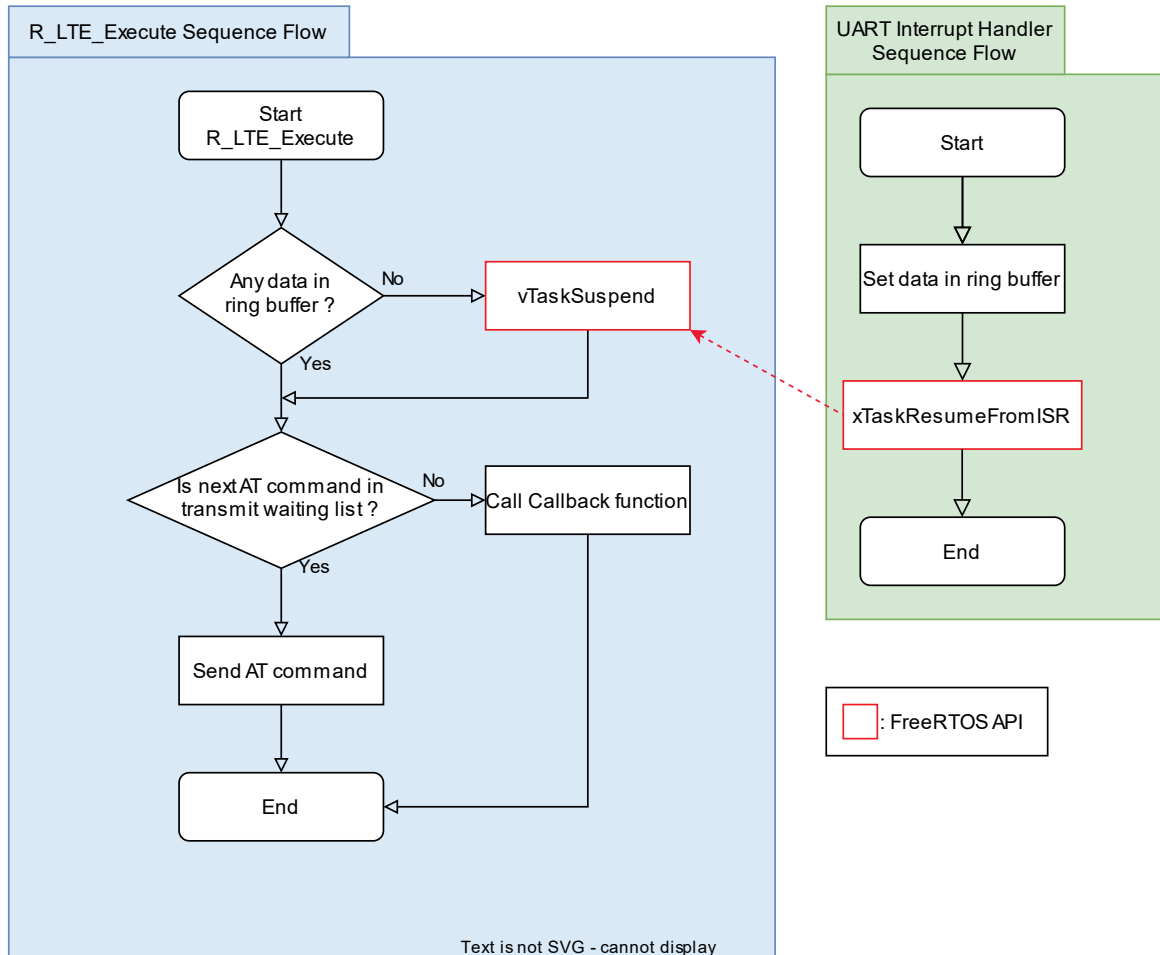 R_LTE_Execute Sequence Flow
Start
R_LTE_Execute
Any data in
ring buffer ?
No
vTaskSuspend
Yes
Is next AT command in
transmit waiting list ?
No
Call Callback function
Yes
Send AT command
End
Text is not SVG - cannot display
UART Interrupt Handler
Sequence Flow
Start
Set data in ring buffer
xTaskResumeFromISR
End
: FreeRTOS API